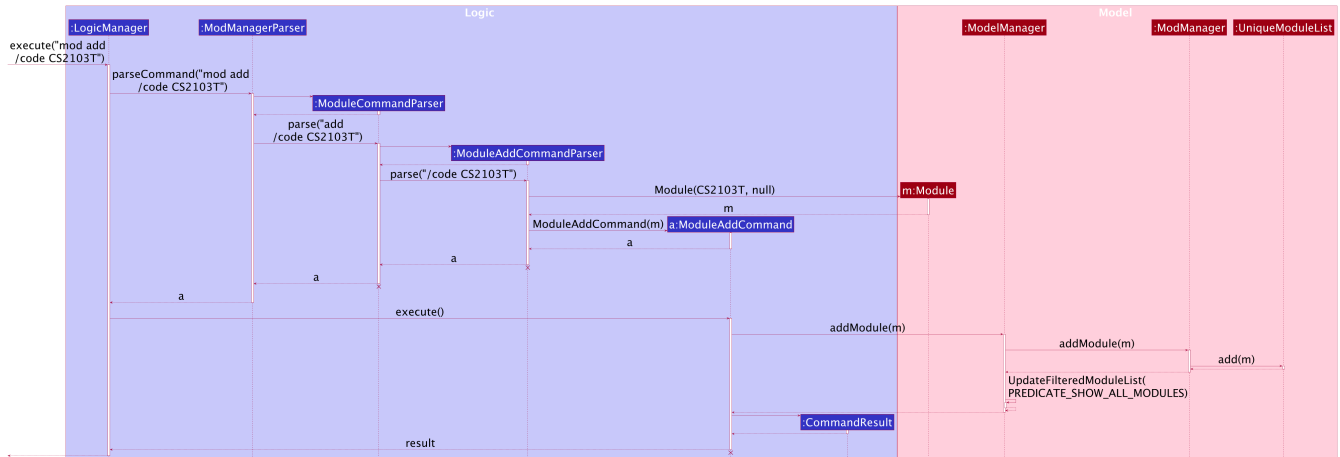 Logic
Model
:LogicManager
:ModManagerParser
:ModelManager
:ModManager
:UniqueModuleList
execute("mod add
/code CS2103T")
parseCommand("mod add
/code CS2103T")
:ModuleCommandParser
parse("add
/code CS2103T")
:ModuleAddCommandParser
parse("/code CS2103T")
Module(CS2103T, null)
m:Module
m
ModuleAddCommand(m)
a:ModuleAddCommand
a
a
a
a
execute()
addModule(m)
addModule(m)
add(m)
UpdateFilteredModuleList(
PREDICATE_SHOW_ALL_MODULES)
:CommandResult
result